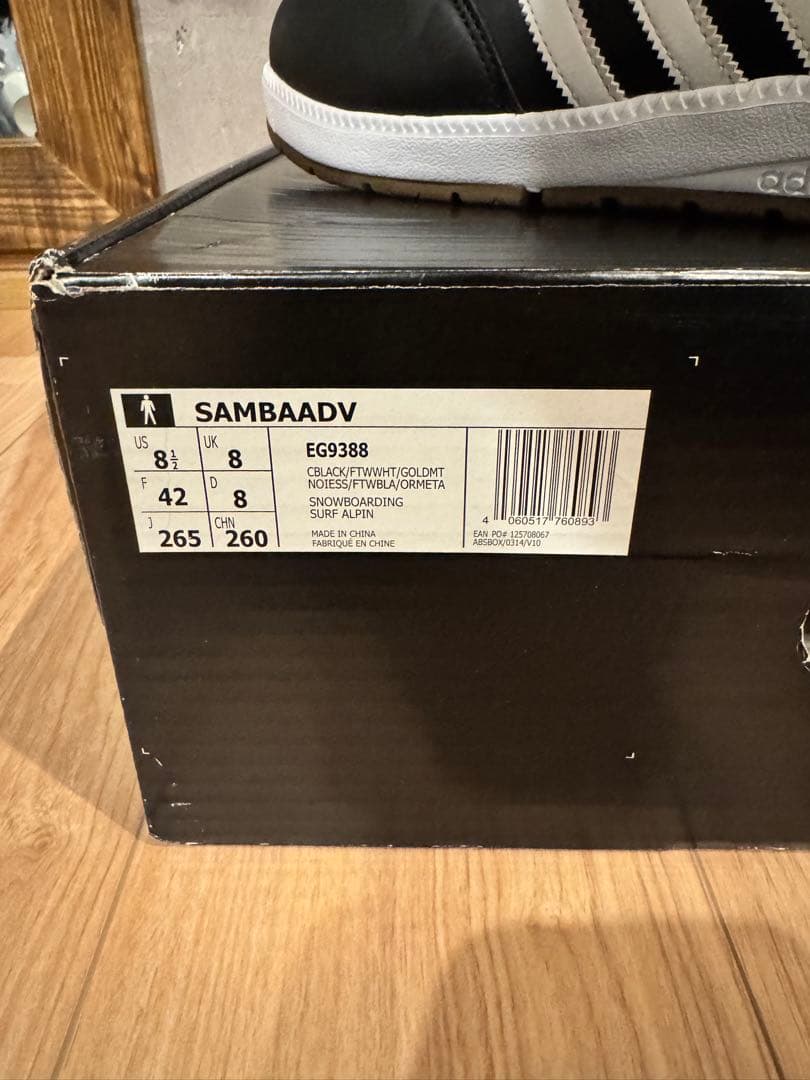 SAMBAADV
US 8½ UK 8
F 42 D 8
J 265 CHN 260
EG9388
CBLACK/FTWWHT/GOLDMT
NOIESS/FTWBLA/ORMETA
SNOWBOARDING
SURF ALPIN
MADE IN CHINA
FABRIQUÉ EN CHINE
4 060517 760893
EAN PO# 125708067
ABSBOX/0314/V10